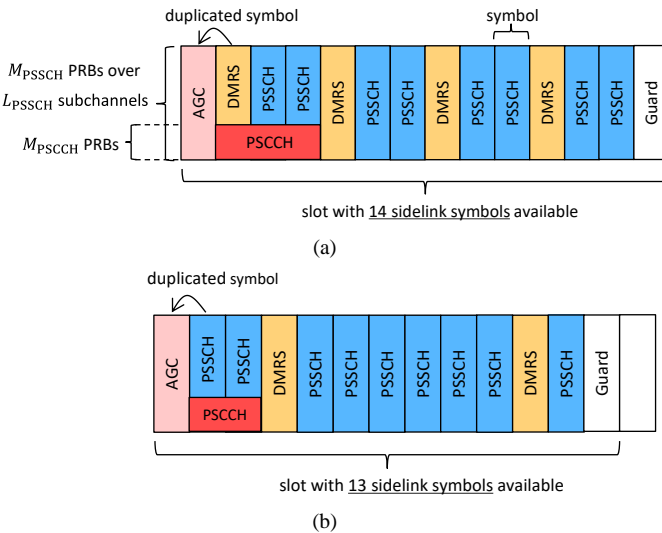 duplicated symbol
symbol
M_PSSCH PRBs over
L_PSSCH subchannels
M_PSCCH PRBs
AGC
DMRS
PSSCH
PSSCH
PSCCH
DMRS
PSSCH
PSSCH
DMRS
PSSCH
PSSCH
DMRS
PSSCH
PSSCH
Guard
slot with 14 sidelink symbols available
(a)
duplicated symbol
AGC
PSSCH
PSSCH
PSCCH
DMRS
PSSCH
PSSCH
PSSCH
PSSCH
PSSCH
PSSCH
DMRS
PSSCH
Guard
slot with 13 sidelink symbols available
(b)